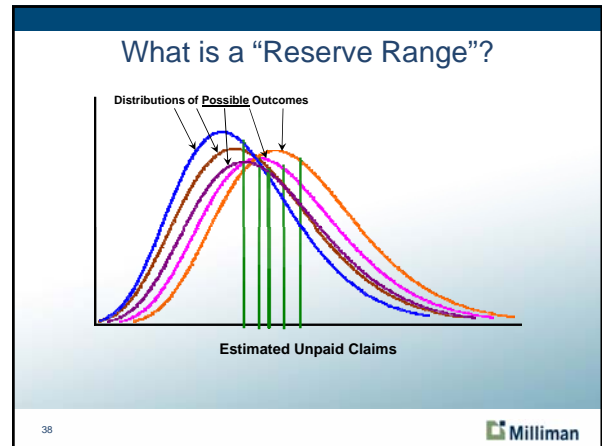 What is a “Reserve Range”?
Distributions of Possible Outcomes
Estimated Unpaid Claims
38
Milliman